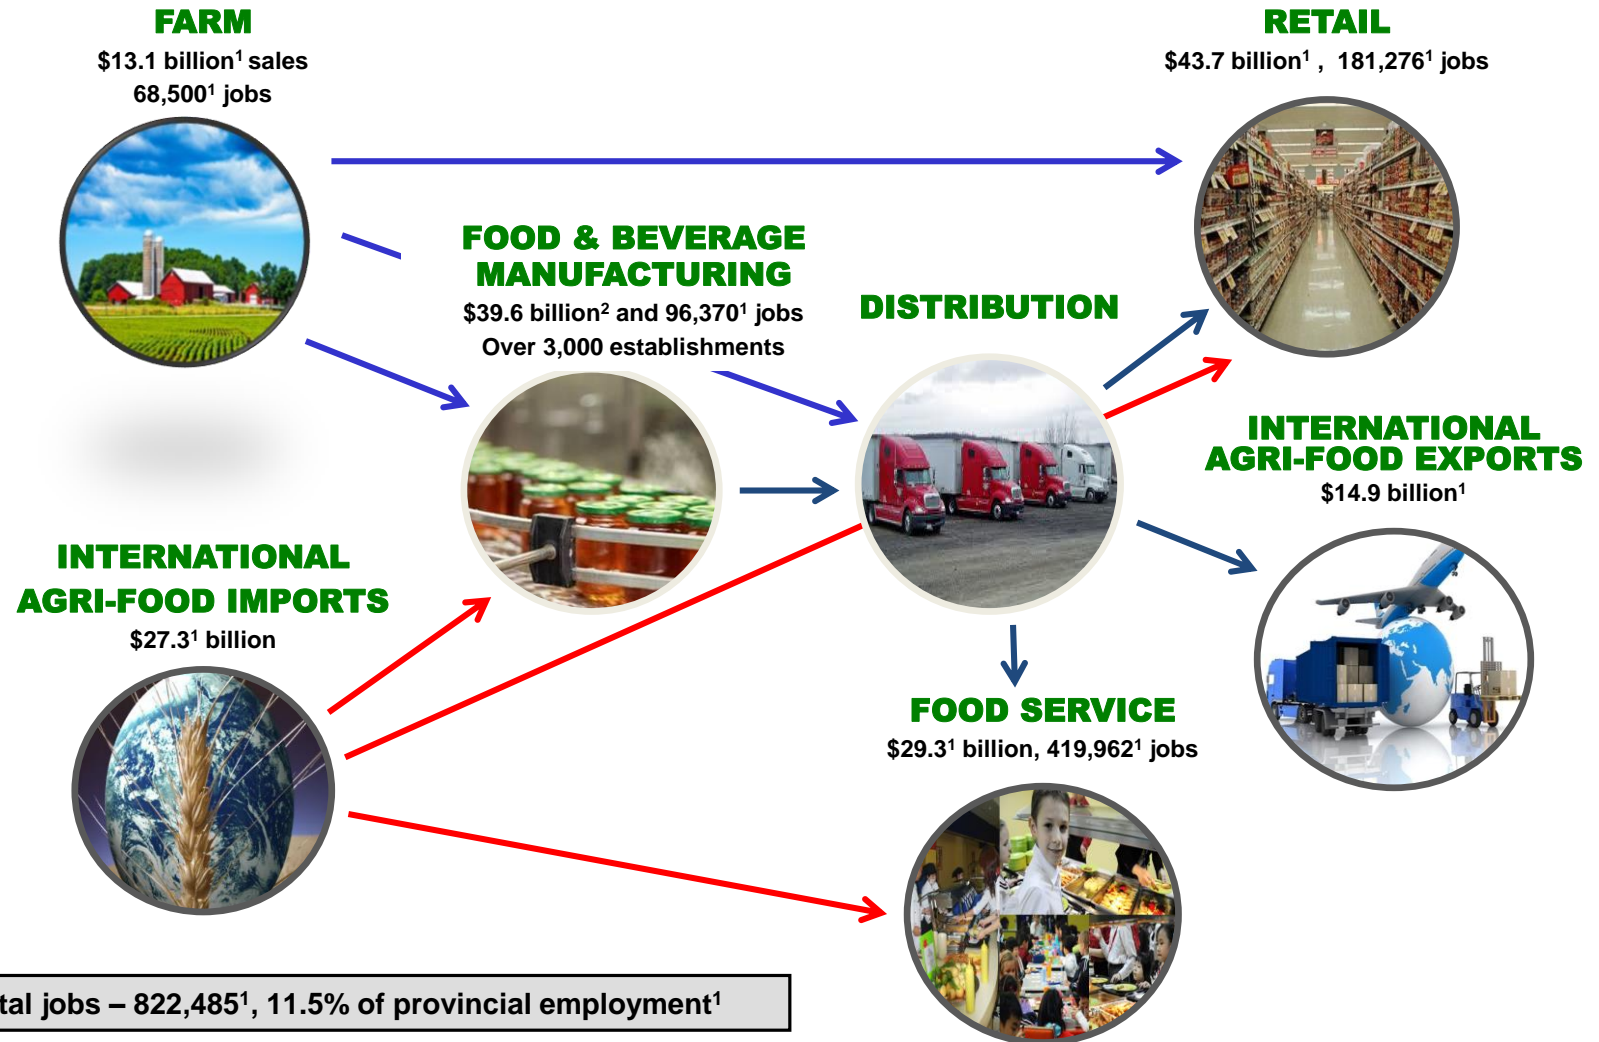 FARM
$13.1 billion¹ sales
68,500¹ jobs
RETAIL
$43.7 billion¹ , 181,276¹ jobs
FOOD & BEVERAGE
MANUFACTURING
$39.6 billion² and 96,370¹ jobs
Over 3,000 establishments
DISTRIBUTION
INTERNATIONAL
AGRI-FOOD EXPORTS
$14.9 billion¹
INTERNATIONAL
AGRI-FOOD IMPORTS
$27.3¹ billion
FOOD SERVICE
$29.3¹ billion, 419,962¹ jobs
tal jobs – 822,485¹, 11.5% of provincial employment¹